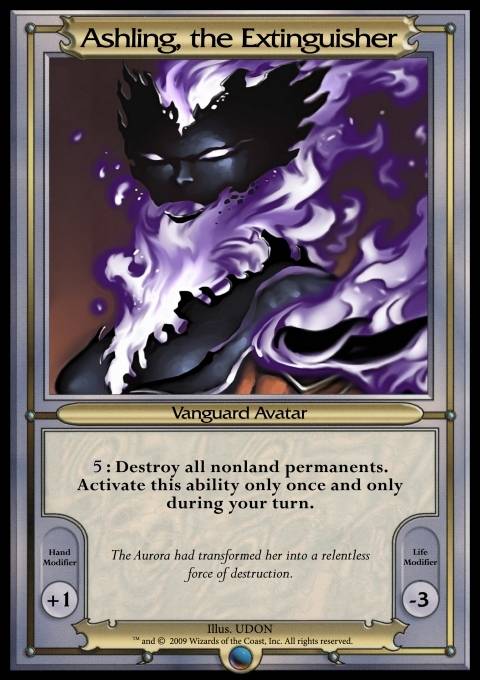 Ashling, the Extinguisher
Vanguard Avatar
5 : Destroy all nonland permanents.
Activate this ability only once and only
during your turn.
The Aurora had transformed her into a relentless
force of destruction.
Hand
Modifier
+1
Life
Modifier
-3
Illus. UDON
™ and © 2009 Wizards of the Coast, Inc. All rights reserved.